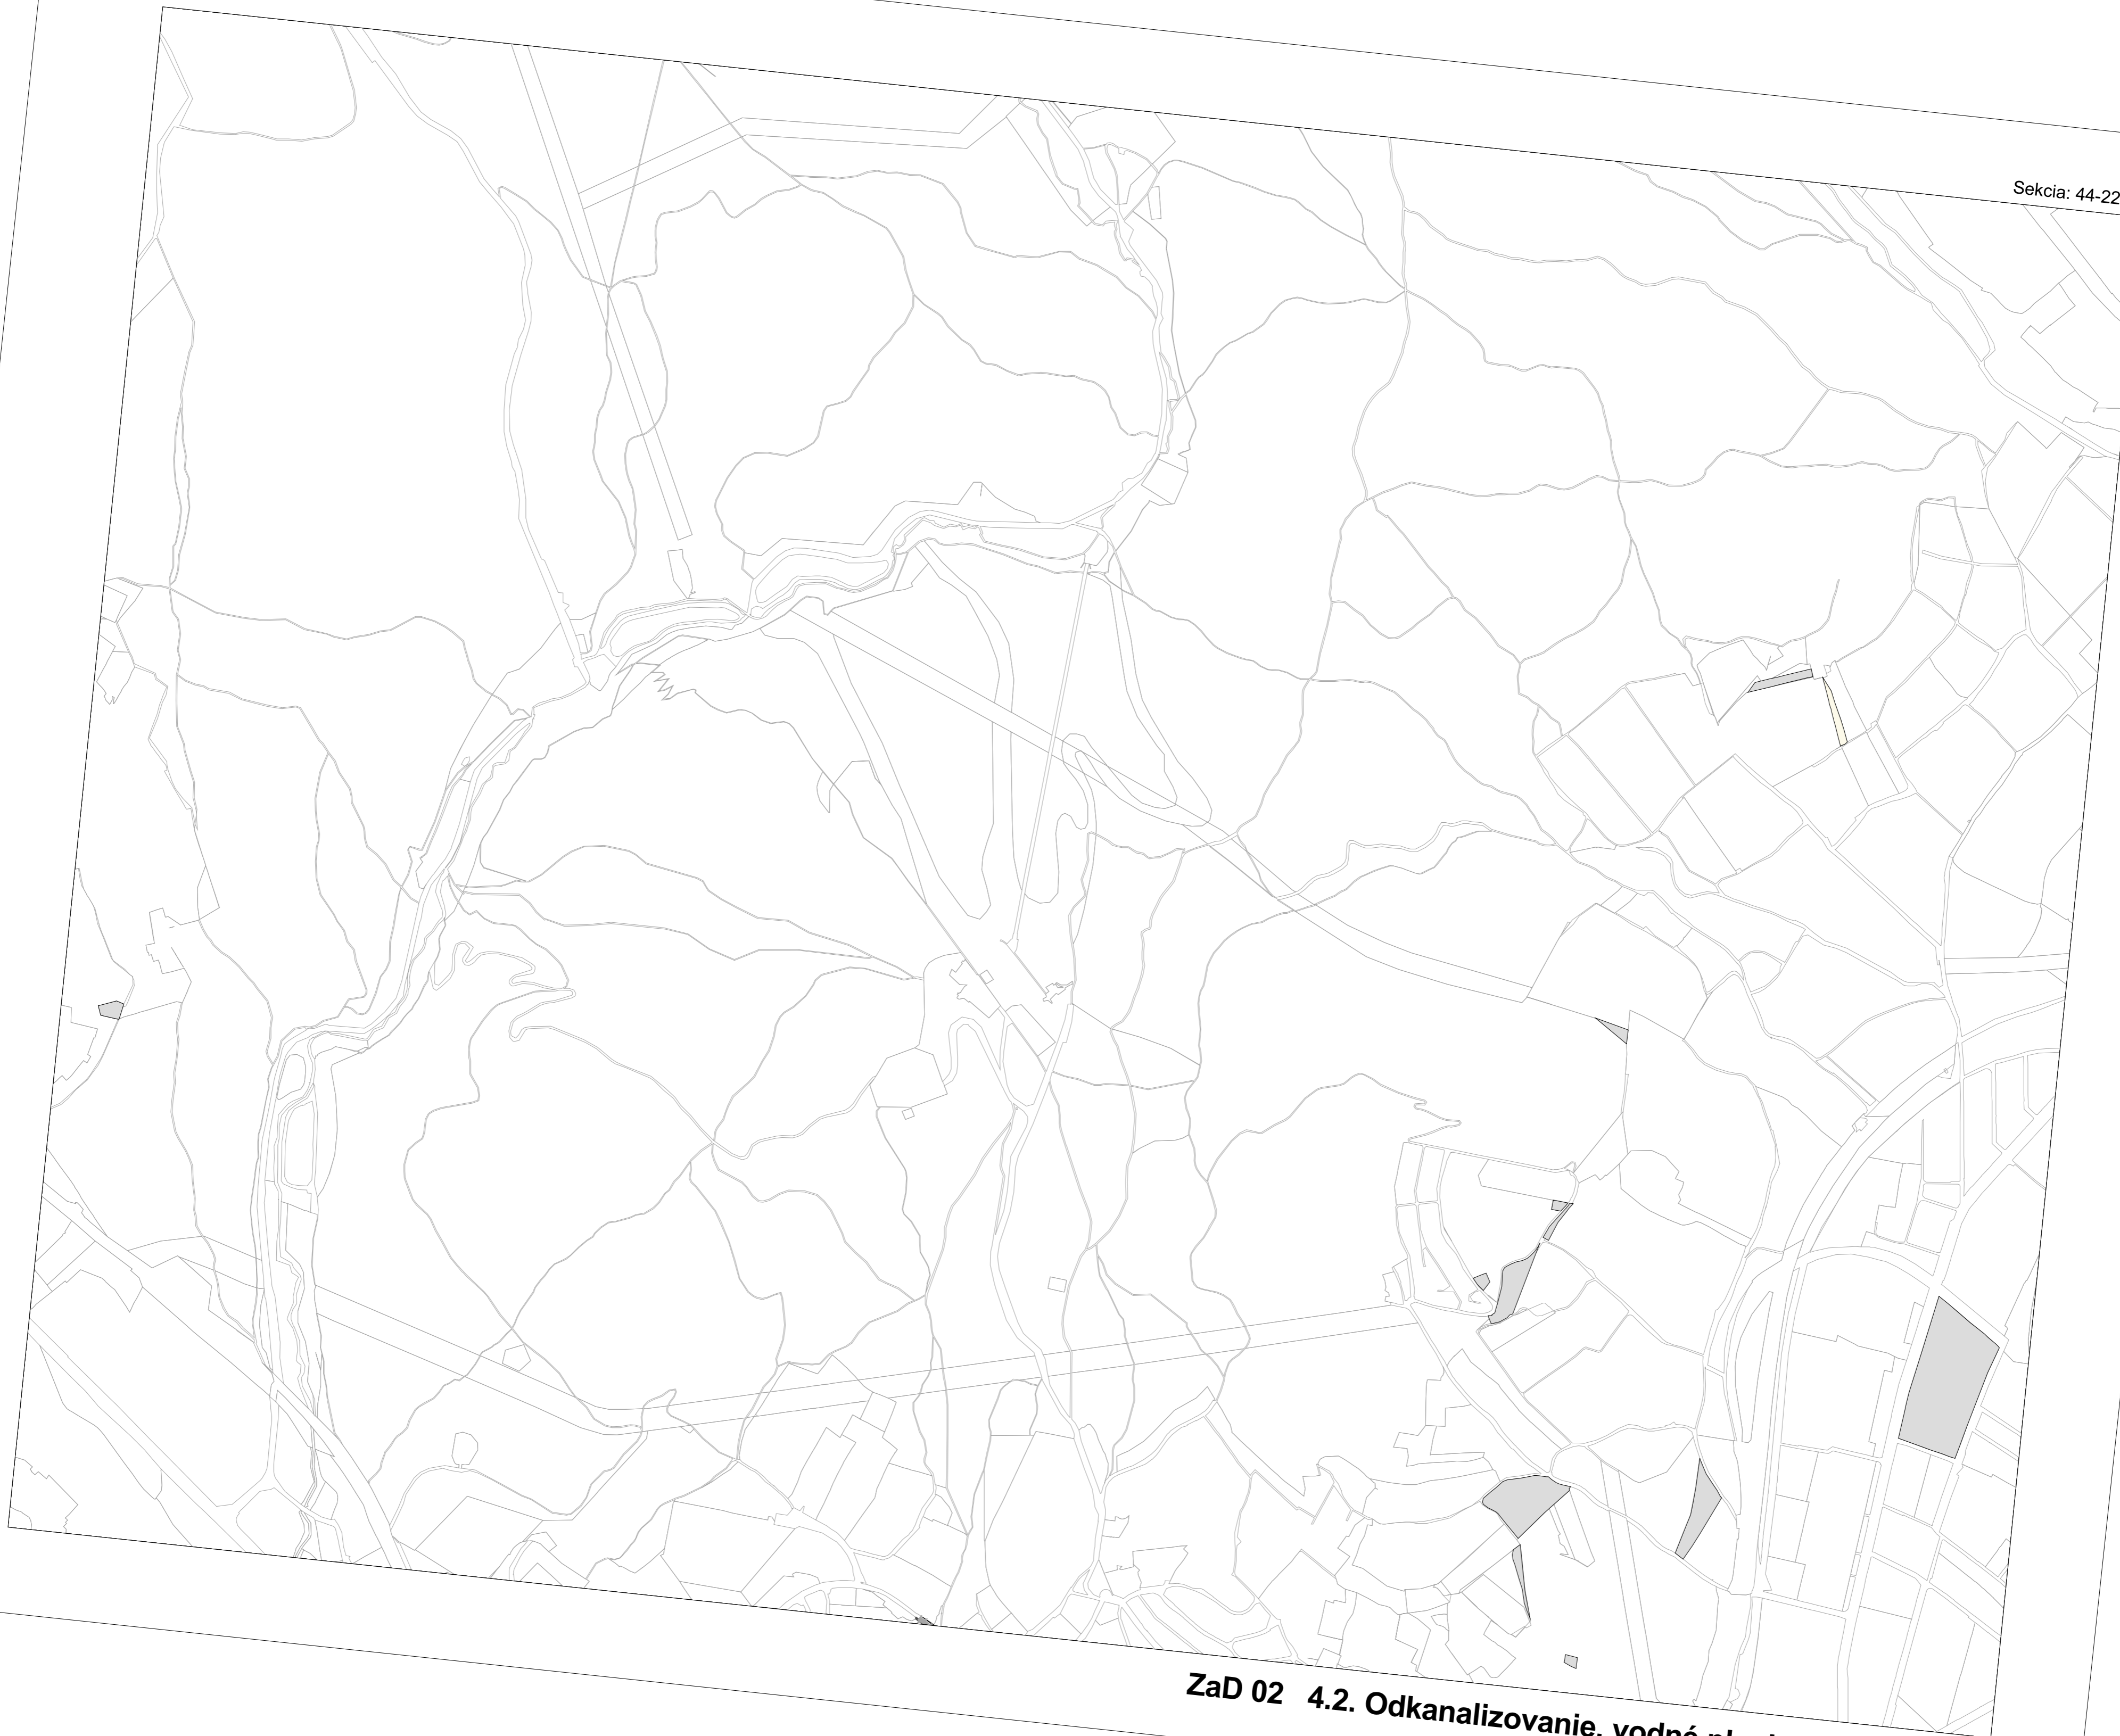 Sekcia: 44-22
ZaD 02 4.2. Odkanalizovanie, vodné